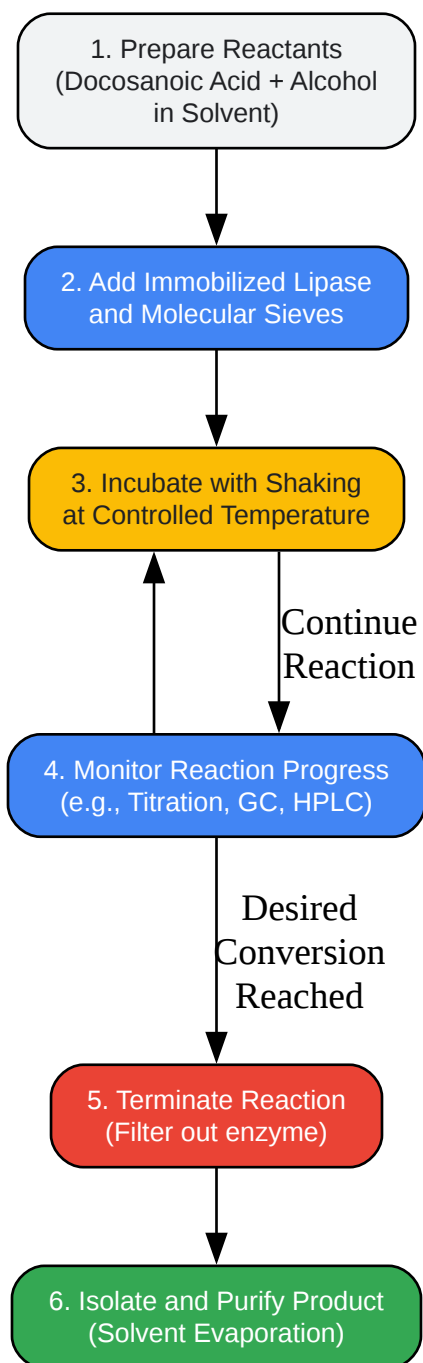 1. Prepare Reactants
(Docosanoic Acid + Alcohol
in Solvent)
2. Add Immobilized Lipase
and Molecular Sieves
3. Incubate with Shaking
at Controlled Temperature
Continue
Reaction
4. Monitor Reaction Progress
(e.g., Titration, GC, HPLC)
Desired
Conversion
Reached
5. Terminate Reaction
(Filter out enzyme)
6. Isolate and Purify Product
(Solvent Evaporation)